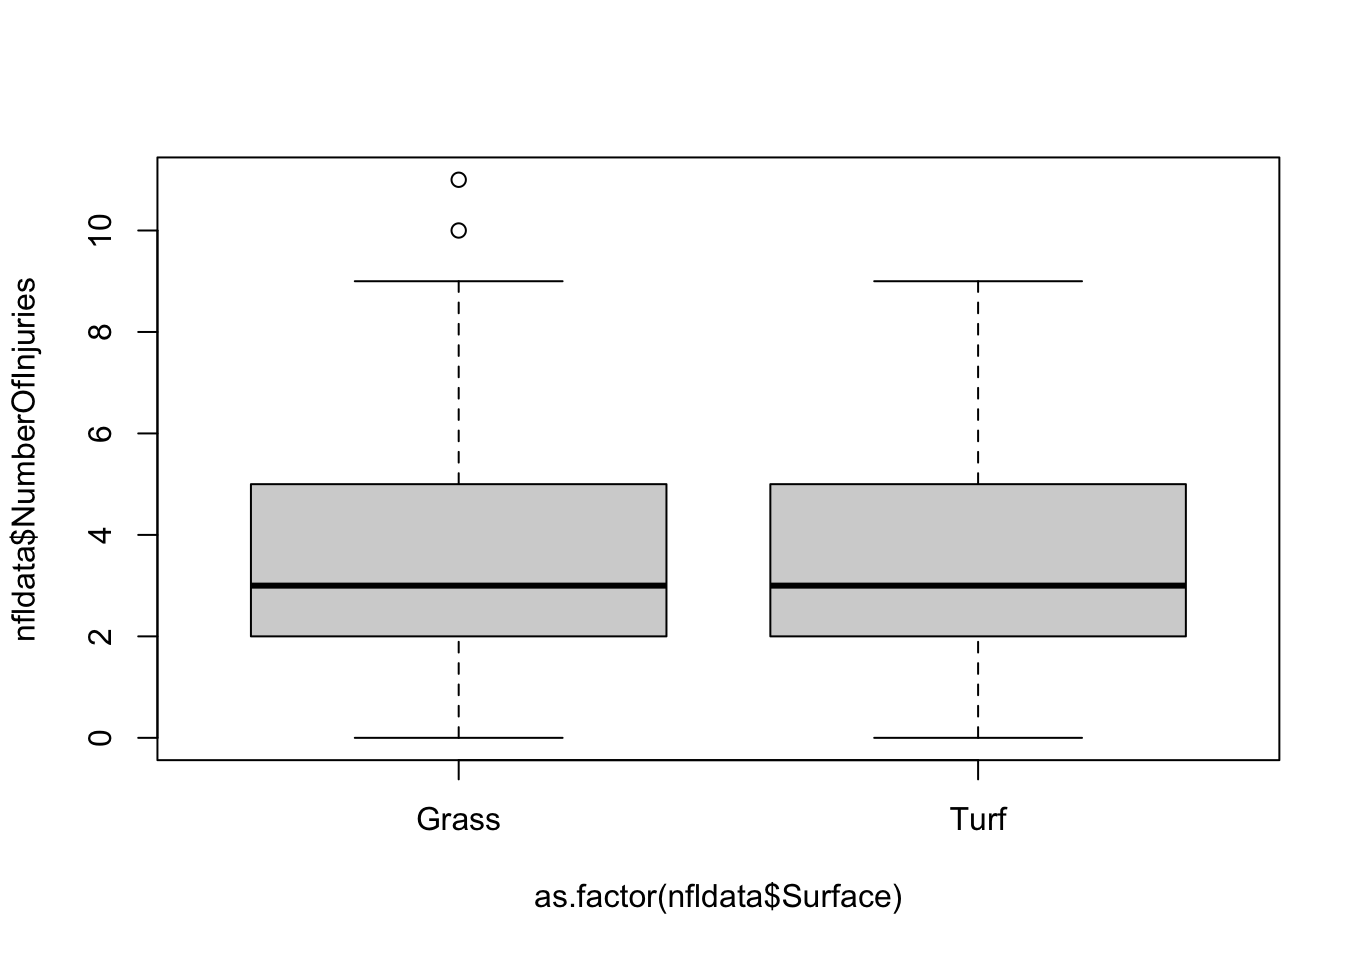 nfldata$NumberOfInjuries
10
8
6
4
2
0
Grass
Turf
as.factor(nfldata$Surface)